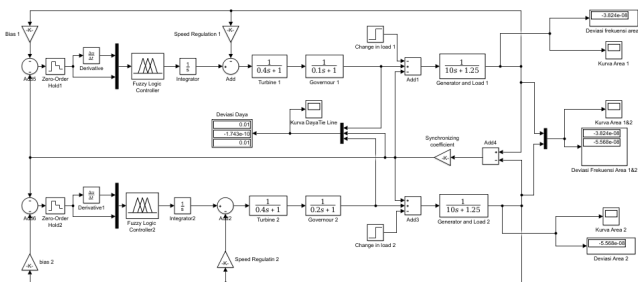 Bias 1
-K-
Speed Regulation 1
-K-
Change in load 1
-3.824e-08
Deviasi frekuensi area
Kurva Area 1
Add5
Zero-Order
Hold1
Δu/Δt
Derivative
Fuzzy Logic
Controller
1/s
Integrator
Add
1/(0.4s + 1)
Turbine 1
1/(0.1s + 1)
Governour 1
Add1
1/(10s + 1.25)
Generator and Load 1
Deviasi Daya
0.01
-1.743e-10
0.01
Kurva DayaTie Line
Synchronizing
coefficient
-K-
Add4
Kurva Area 1&2
-3.824e-08
-5.568e-08
Deviasi Frekuensi Area 1&2
Zero-Order
Hold2
Δu/Δt
Derivative1
Fuzzy Logic
Controller2
1/s
Integrator2
1/(0.4s + 1)
Turbine 2
1/(0.2s + 1)
Governour 2
Add3
1/(10s + 1.25)
Generator and Load 2
Change in load 2
bias 2
-K-
Speed Regulatin 2
-K-
Kurva Area 2
-5.568e-08
Deviasi Area 2